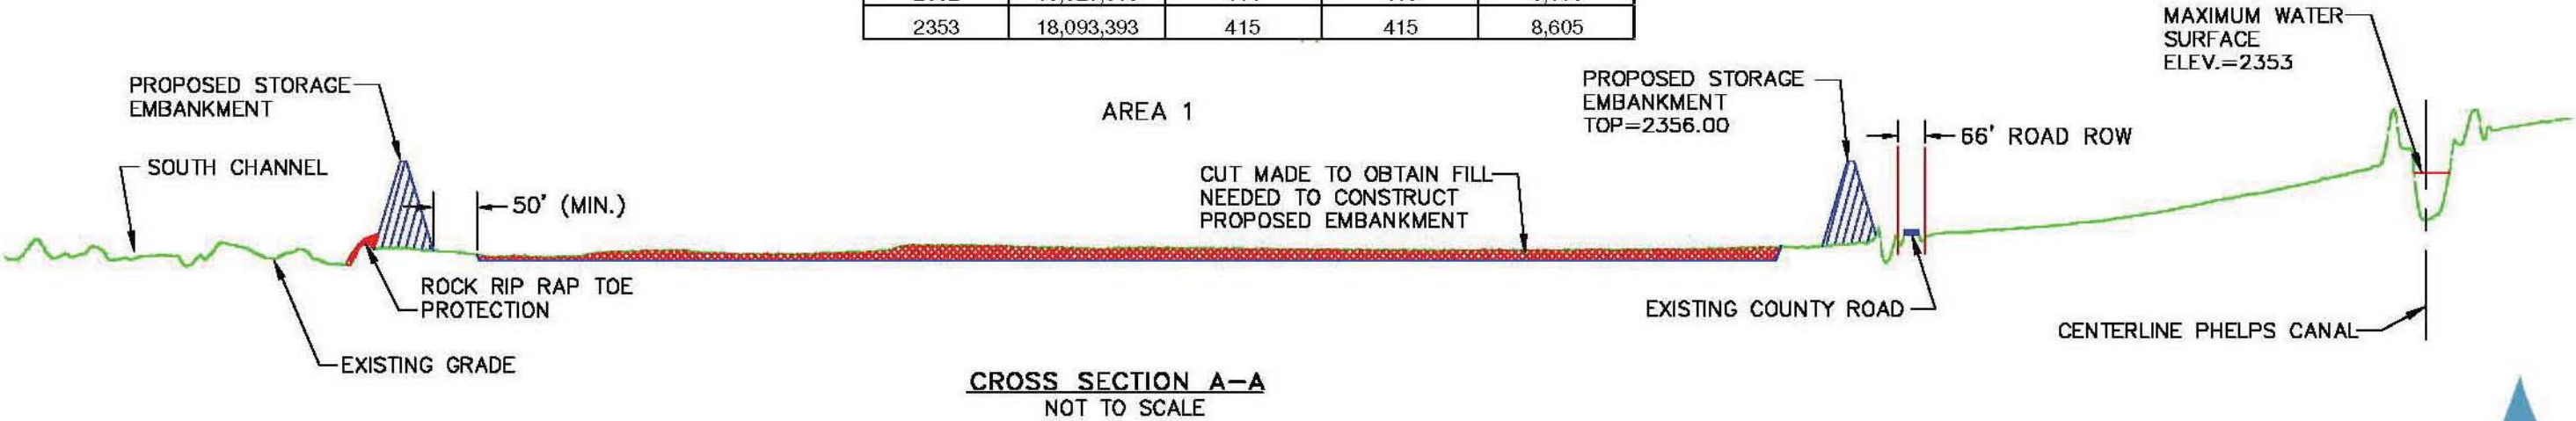 2353 18,093,393 415 415 8,605
MAXIMUM WATER
SURFACE
ELEV.=2353
PROPOSED STORAGE
EMBANKMENT
AREA 1
PROPOSED STORAGE
EMBANKMENT
TOP=2356.00
66' ROAD ROW
SOUTH CHANNEL
CUT MADE TO OBTAIN FILL
NEEDED TO CONSTRUCT
PROPOSED EMBANKMENT
50' (MIN.)
ROCK RIP RAP TOE
PROTECTION
EXISTING COUNTY ROAD
CENTERLINE PHELPS CANAL
EXISTING GRADE
CROSS SECTION A-A
NOT TO SCALE